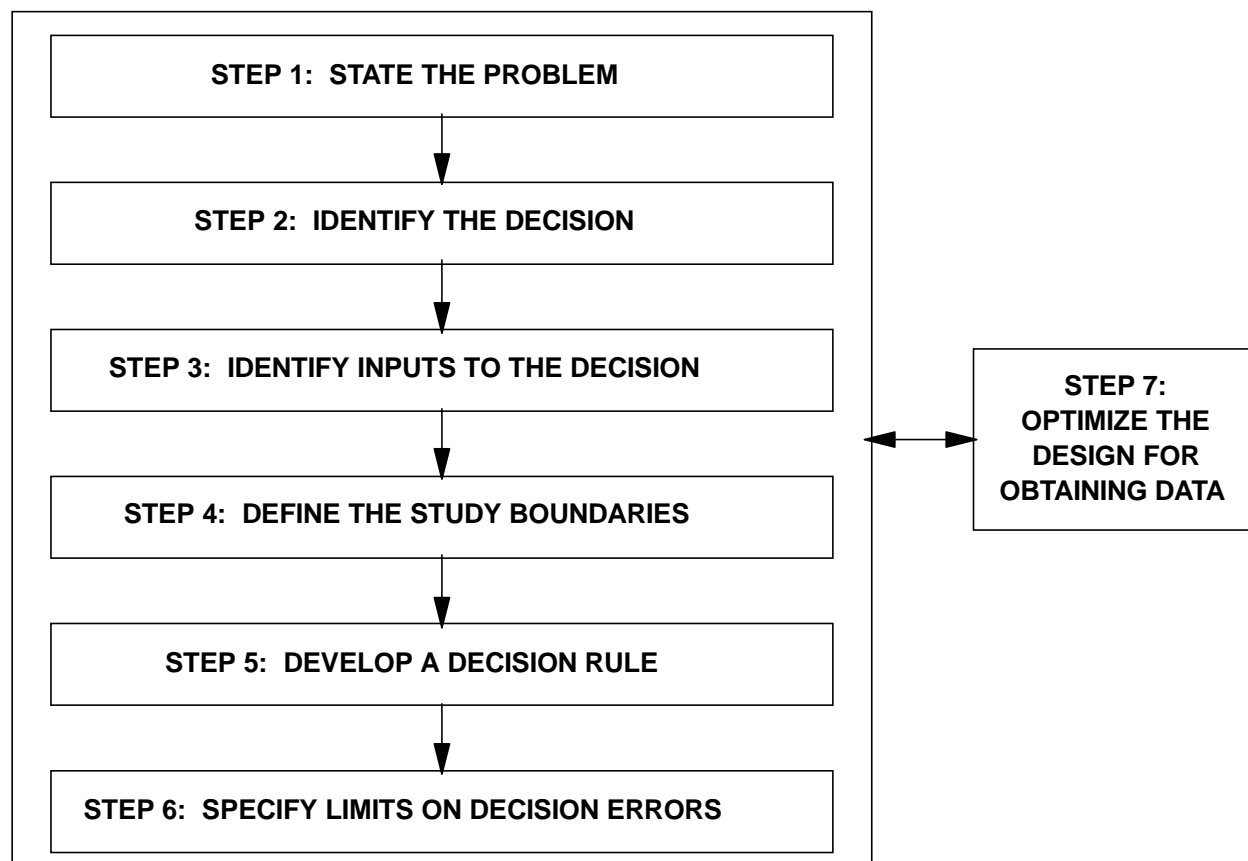 STEP 1: STATE THE PROBLEM
STEP 2: IDENTIFY THE DECISION
STEP 3: IDENTIFY INPUTS TO THE DECISION
STEP 4: DEFINE THE STUDY BOUNDARIES
STEP 5: DEVELOP A DECISION RULE
STEP 6: SPECIFY LIMITS ON DECISION ERRORS
STEP 7:
OPTIMIZE THE
DESIGN FOR
OBTAINING DATA